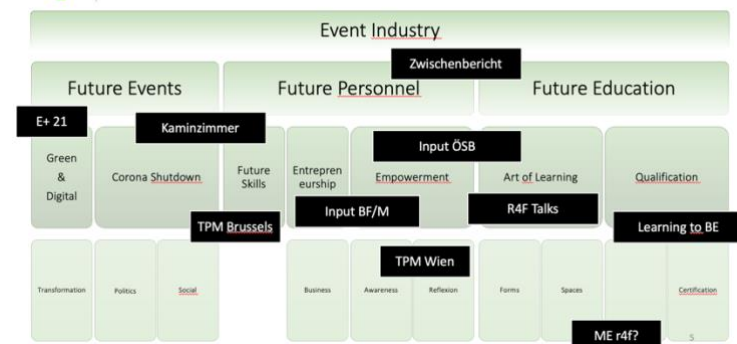 Event Industry
Zwischenbericht
Future Events
Future Personnel
Future Education
E+ 21
Kaminzimmer
Input ÖSB
Green
&
Digital
Corona Shutdown
Future
Skills
Entrepren
eurship
Empowerment
Art of Learning
Qualification
Input BF/M
R4F Talks
TPM Brussels
Learning to BE
TPM Wien
Transformation
Politics
Social
Business
Awareness
Reflexion
Forms
Spaces
Certification
ME r4f?
5